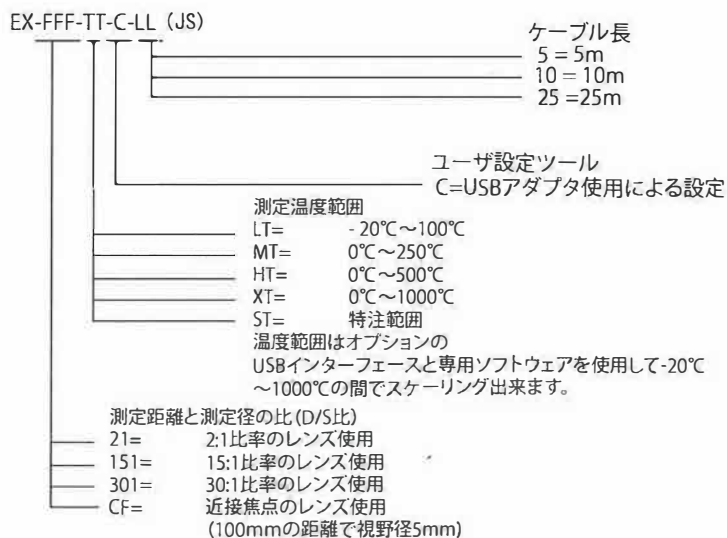 EX-FFF-TT-C-LL (JS)
ケーブル長
5 = 5m
10 = 10m
25 =25m
ユーザ設定ツール
C=USBアダプタ使用による設定
測定温度範囲
LT= - 20℃～100℃
MT= 0℃～250℃
HT= 0℃～500℃
XT= 0℃～1000℃
ST= 特注範囲
温度範囲はオプションの
USBインターフェースと専用ソフトウェアを使用して-20℃
～1000℃の間でスケーリング出来ます。
測定距離と測定径の比(D/S比)
21= 2:1比率のレンズ使用
151= 15:1比率のレンズ使用
301= 30:1比率のレンズ使用
CF= 近接焦点のレンズ使用
(100mmの距離で視野径5mm)